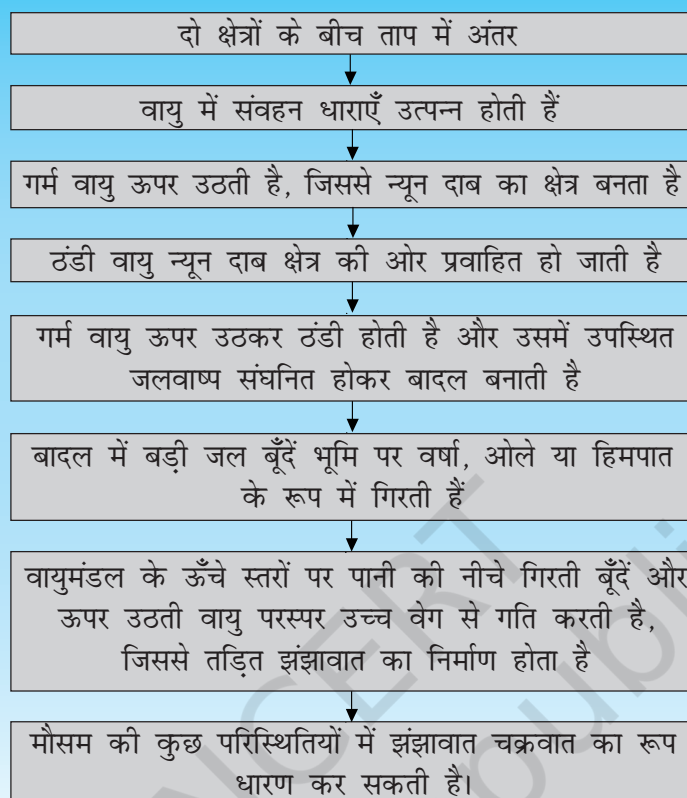 दो क्षेत्रों के बीच ताप में अंतर
वायु में संवहन धाराएँ उत्पन्न होती हैं
गर्म वायु ऊपर उठती है, जिससे न्यून दाब का क्षेत्र बनता है
ठंडी वायु न्यून दाब क्षेत्र की ओर प्रवाहित हो जाती है
गर्म वायु ऊपर उठकर ठंडी होती है और उसमें उपस्थित
जलवाष्प संघनित होकर बादल बनाती है
बादल में बड़ी जल बूँदें भूमि पर वर्षा, ओले या हिमपात
के रूप में गिरती हैं
वायुमंडल के ऊँचे स्तरों पर पानी की नीचे गिरती बूँदें और
ऊपर उठती वायु परस्पर उच्च वेग से गति करती है,
जिससे तड़ित झंझावात का निर्माण होता है
मौसम की कुछ परिस्थितियों में झंझावात चक्रवात का रूप
धारण कर सकती है।
NCERT
republi